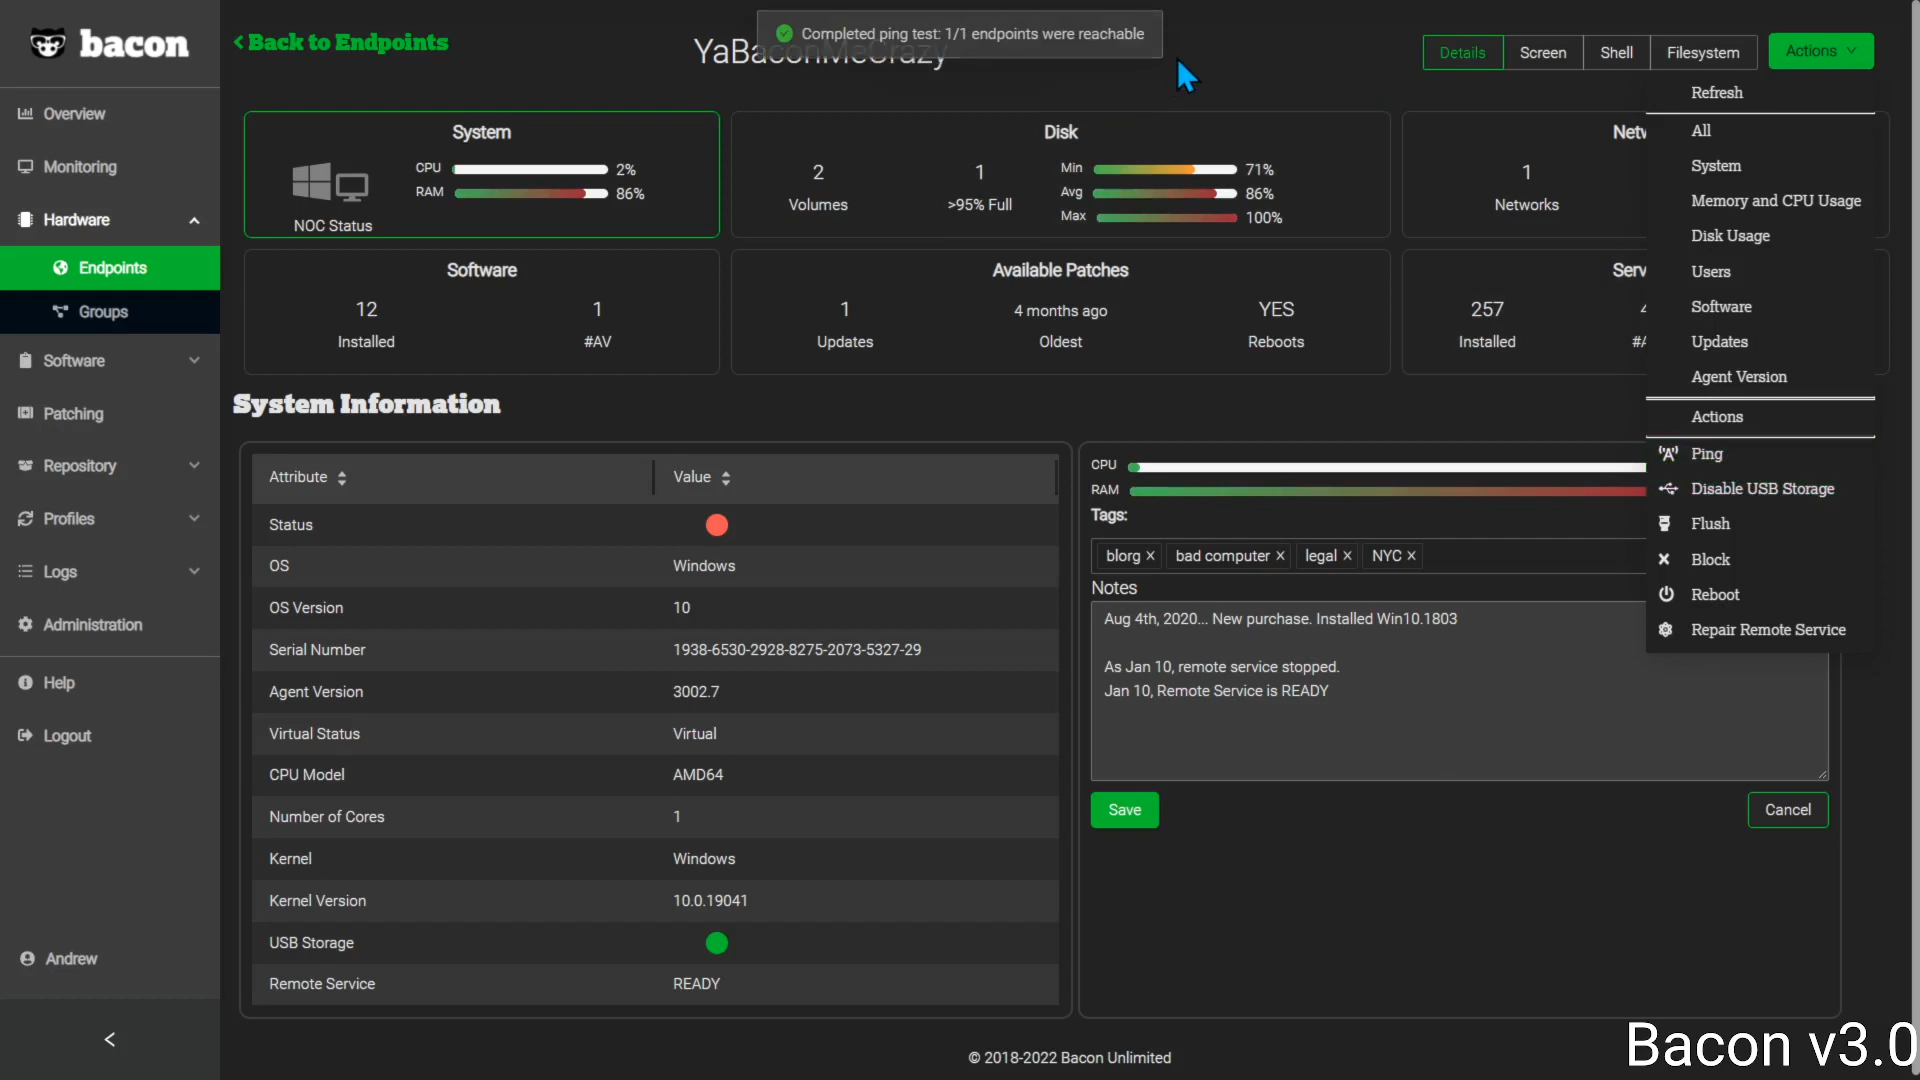 bacon
Overview
Monitoring
Hardware
Endpoints
Groups
Software
Patching
Repository
Profiles
Logs
Administration
Help
Logout
Andrew
Back to Endpoints
YaBaconMeCrazy
Completed ping test: 1/1 endpoints were reachable
Details Screen Shell Filesystem Actions
System
CPU 2%
RAM 86%
NOC Status
Disk
2 Volumes
1 >95% Full
Min 71%
Avg 86%
Max 100%
Netw
1
Networks
Software
12 Installed
1 #AV
Available Patches
1 Updates
4 months ago Oldest
YES Reboots
Serv
257 Installed
#A
Refresh
All
System
Memory and CPU Usage
Disk Usage
Users
Software
Updates
Agent Version
Actions
Ping
Disable USB Storage
Flush
Block
Reboot
Repair Remote Service
System Information
Attribute Value
Status
OS Windows
OS Version 10
Serial Number 1938-6530-2928-8275-2073-5327-29
Agent Version 3002.7
Virtual Status Virtual
CPU Model AMD64
Number of Cores 1
Kernel Windows
Kernel Version 10.0.19041
USB Storage
Remote Service READY
CPU
RAM
Tags:
blorg × bad computer × legal × NYC ×
Notes
Aug 4th, 2020... New purchase. Installed Win10.1803
As Jan 10, remote service stopped.
Jan 10, Remote Service is READY
Save Cancel
© 2018-2022 Bacon Unlimited
Bacon v3.0